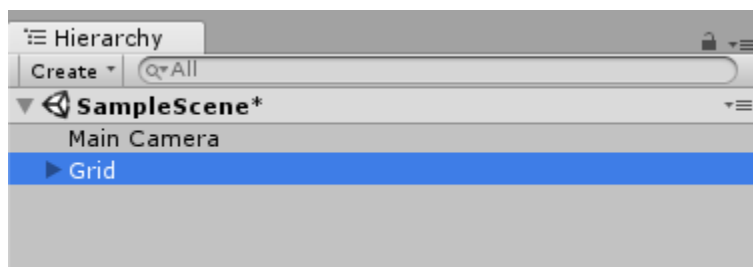 Hierarchy
Create All
SampleScene*
Main Camera
Grid